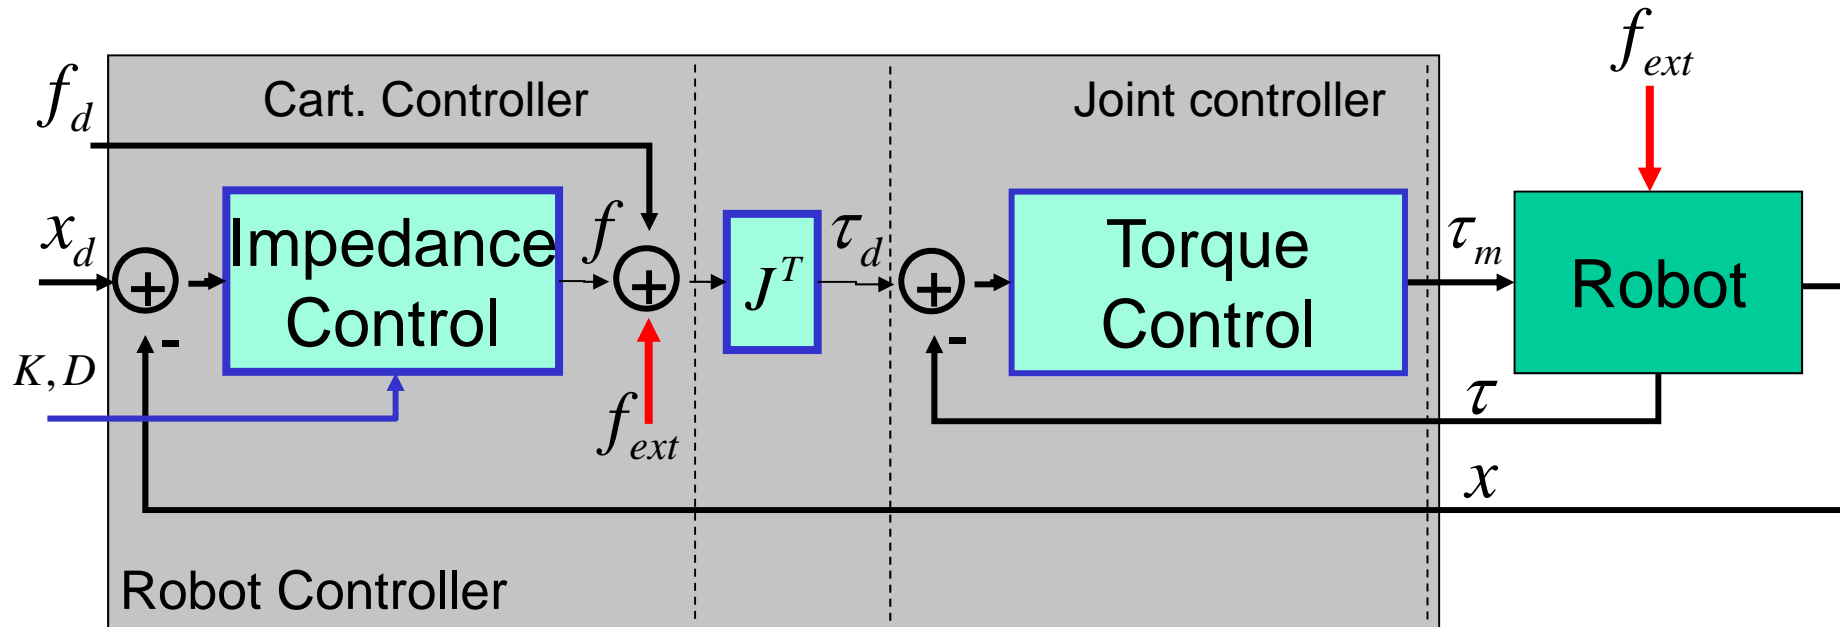 f_ext
f_d
Cart. Controller
Joint controller
x_d
+
-
Impedance
Control
f
+
J^T
τ_d
+
-
Torque
Control
τ_m
Robot
K, D
f_ext
τ
x
Robot Controller